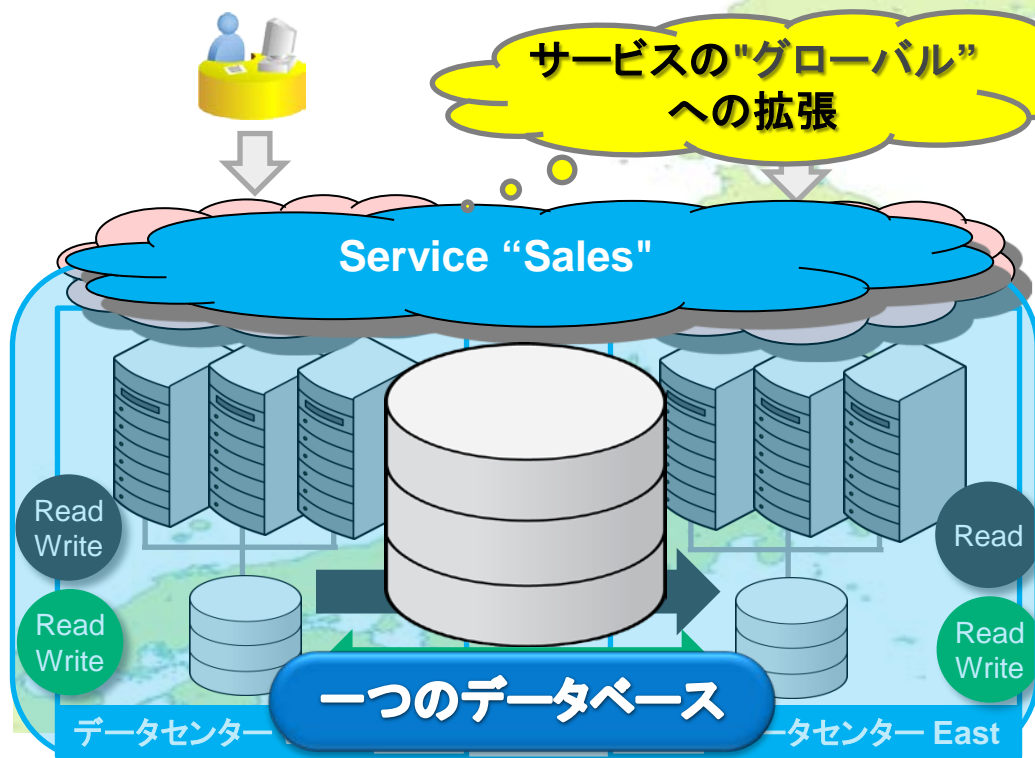 サービスの"グローバル”
への拡張
Service “Sales"
Read
Write
Read
Read
Write
Read
Write
一つのデータベース
データセンター
ータセンター East